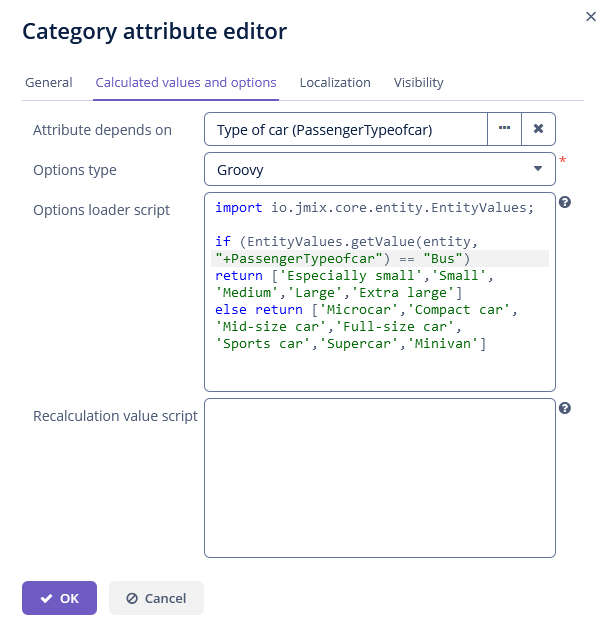 Category attribute editor
General Calculated values and options Localization Visibility
Attribute depends on Type of car (PassengerTypeofcar)
Options type Groovy *
Options loader script
import io.jmix.core.entity.EntityValues;
if (EntityValues.getValue(entity,
"+PassengerTypeofcar") == "Bus")
return ['Especially small','Small',
'Medium','Large','Extra large']
else return ['Microcar','Compact car',
'Mid-size car','Full-size car',
'Sports car','Supercar','Minivan']
Recalculation value script
OK Cancel